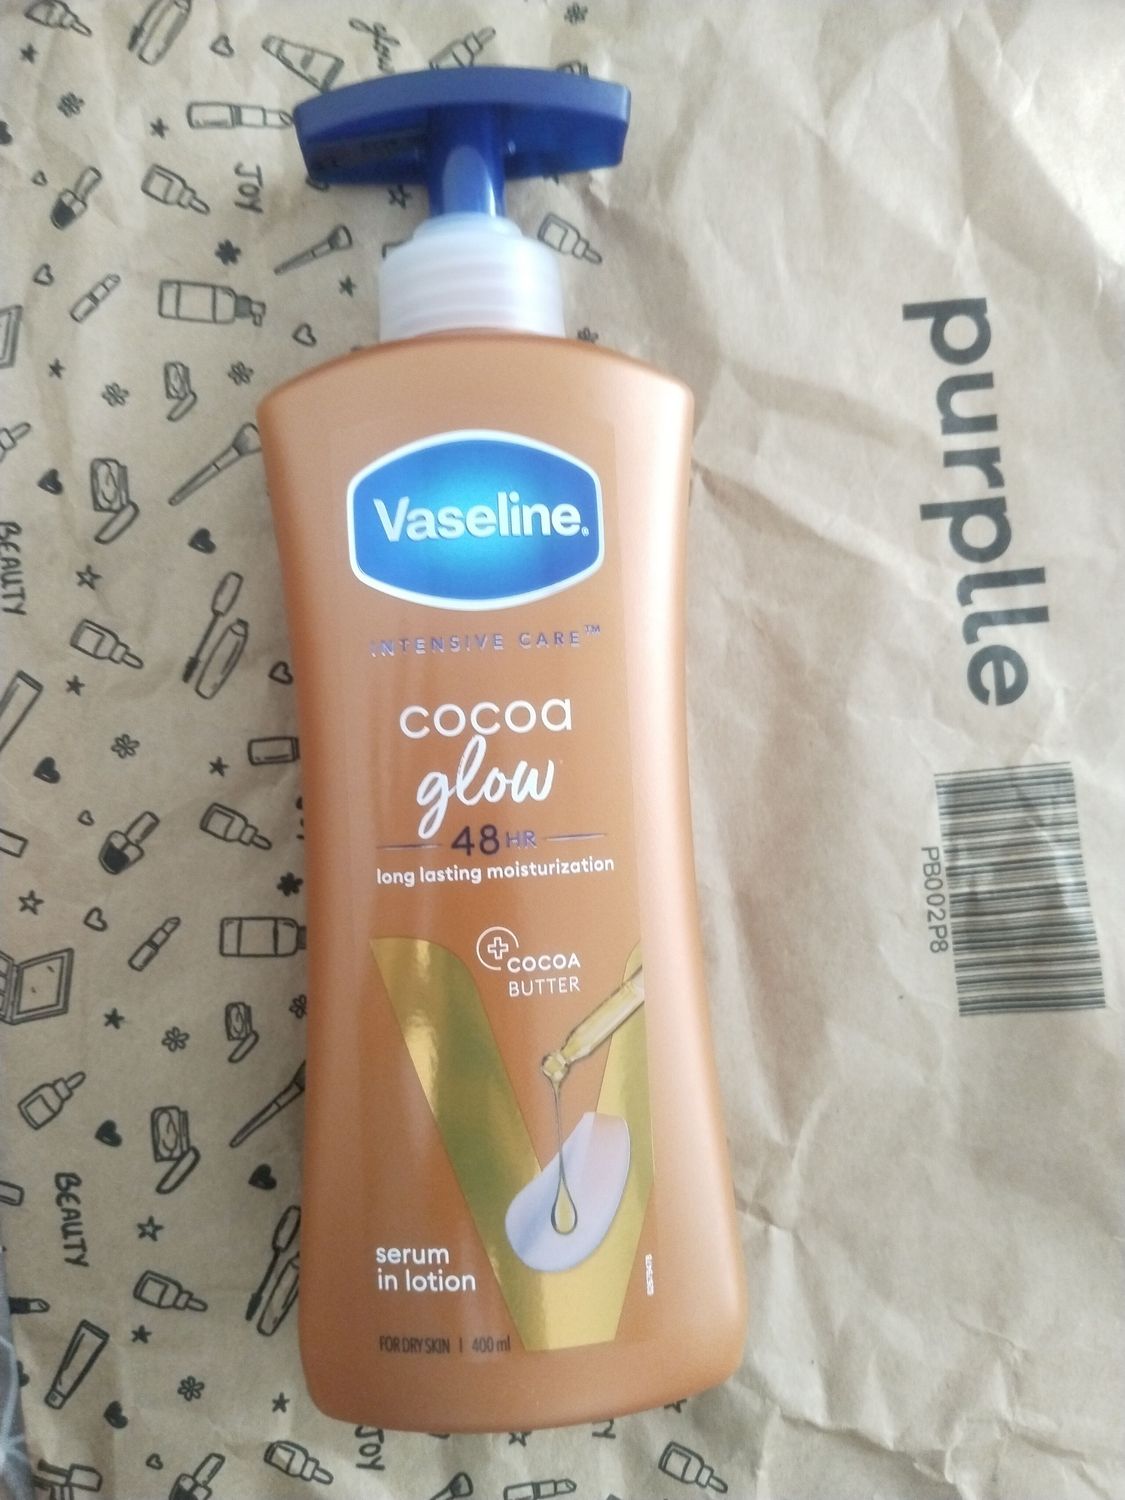 Vaseline®
INTENSIVE CARE™
cocoa
glow
48 HR
long lasting moisturization
COCOA
BUTTER
serum
in lotion
FOR DRY SKIN | 400 ml
purplle
PB002P8
glow
JOY
BEAUTY
BEAUTY
JOY